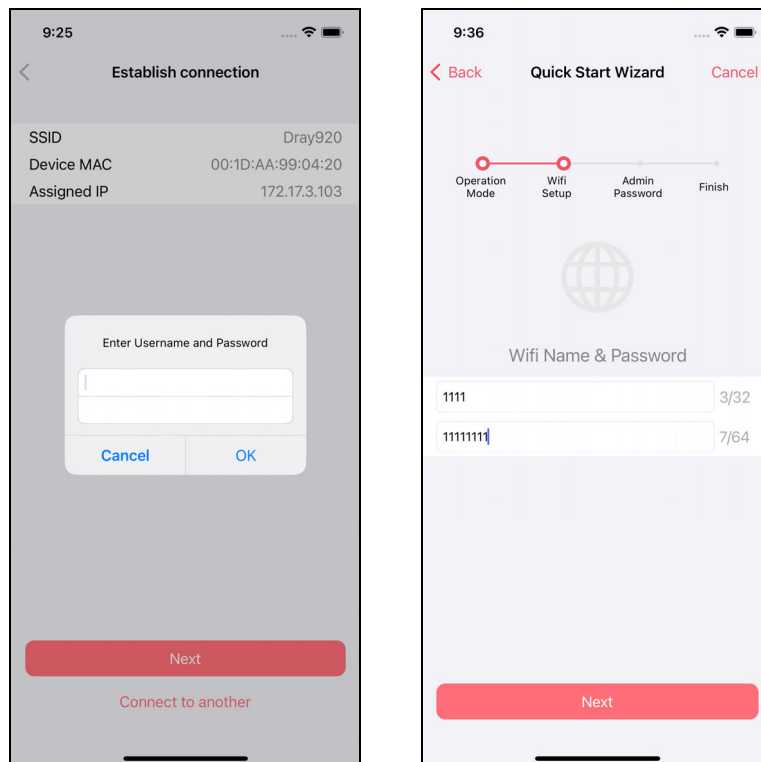 9:25
Establish connection
SSID Dray920
Device MAC 00:1D:AA:99:04:20
Assigned IP 172.17.3.103
Enter Username and Password
Cancel OK
Next
Connect to another
9:36
Back Quick Start Wizard Cancel
Operation Mode
Wifi Setup
Admin Password
Finish
Wifi Name & Password
1111 3/32
11111111 7/64
Next